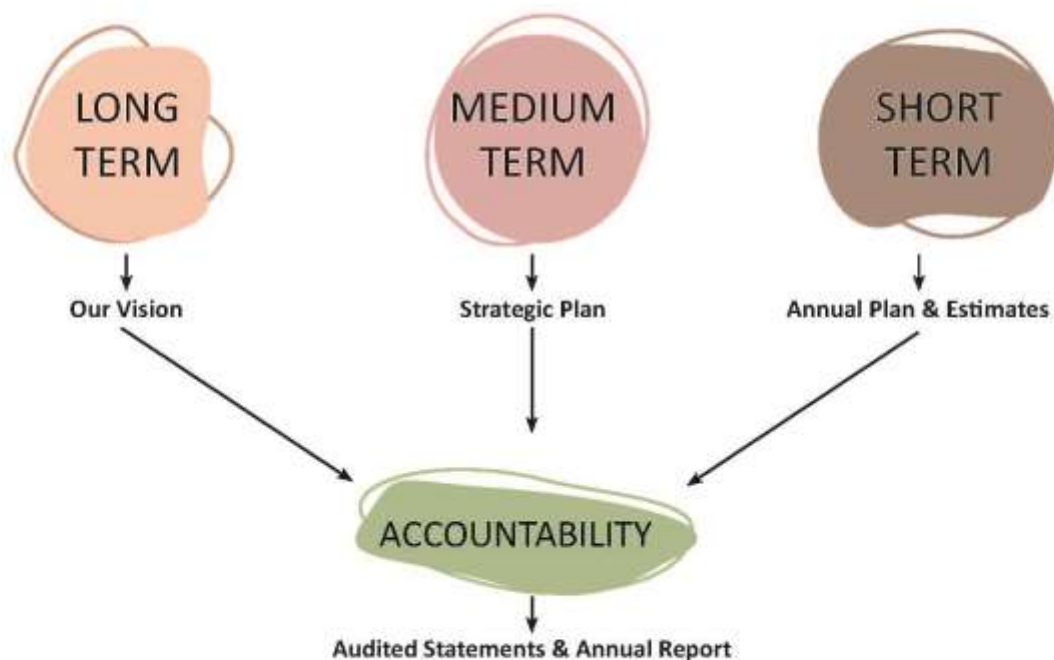 LONG
TERM
MEDIUM
TERM
SHORT
TERM
Our Vision
Strategic Plan
Annual Plan & Estimates
ACCOUNTABILITY
Audited Statements & Annual Report